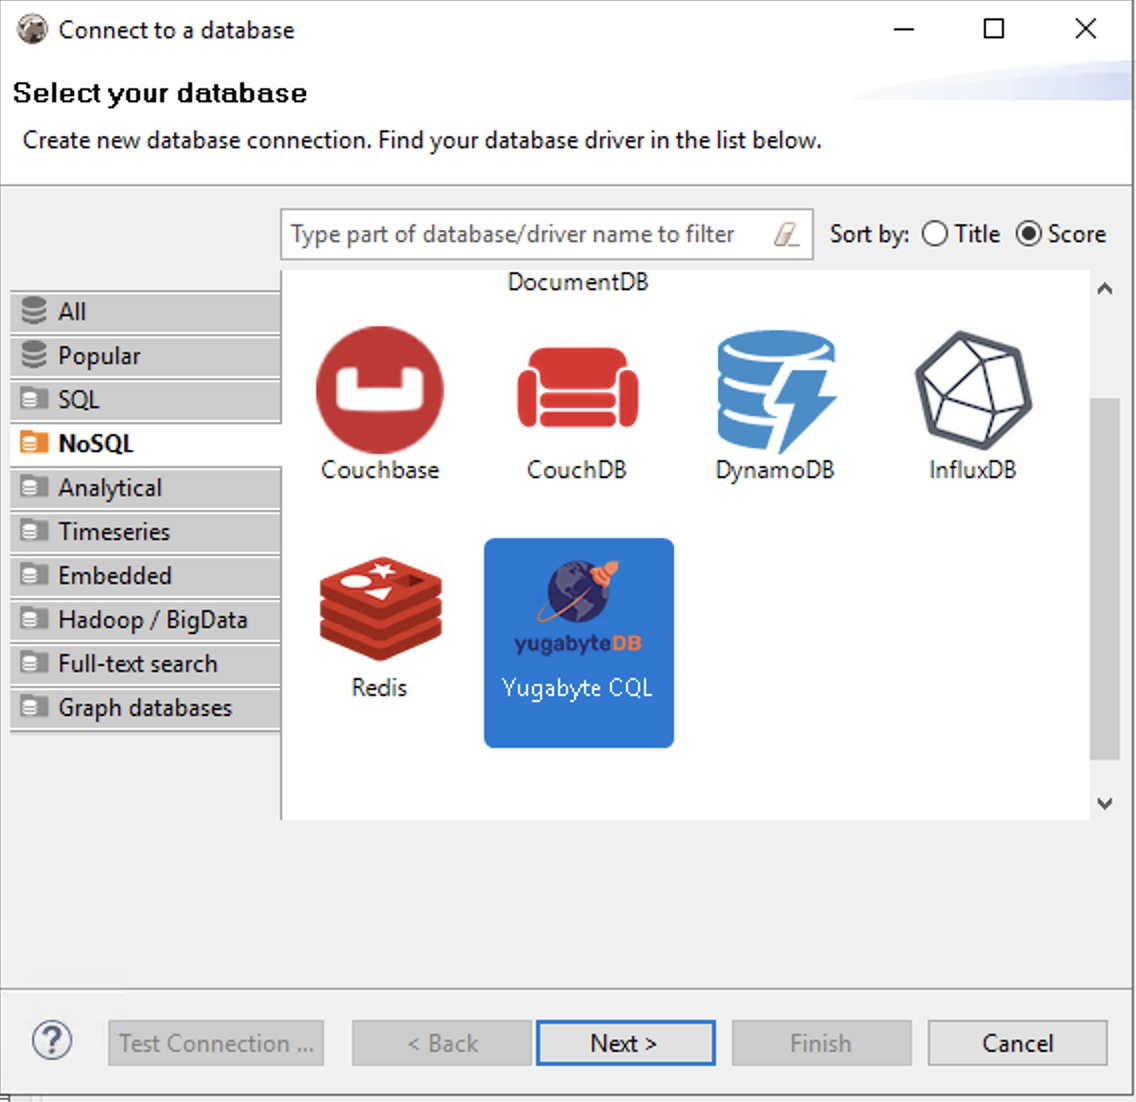 Connect to a database
Select your database
Create new database connection. Find your database driver in the list below.
Type part of database/driver name to filter
Sort by: Title Score
All
Popular
SQL
NoSQL
Analytical
Timeseries
Embedded
Hadoop / BigData
Full-text search
Graph databases
DocumentDB
Couchbase CouchDB DynamoDB InfluxDB
yugabyteDB
Redis Yugabyte CQL
? Test Connection ... < Back Next > Finish Cancel